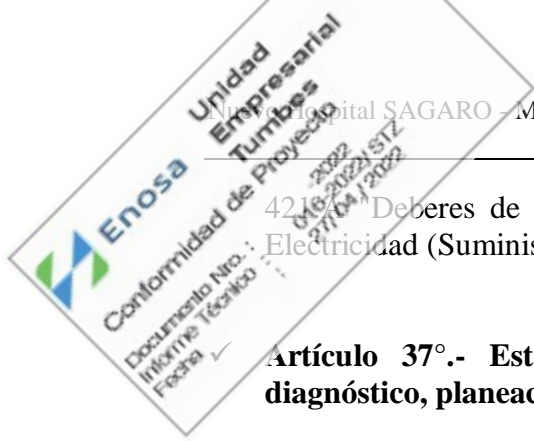 Enosa
Unidad
Empresarial
Tumbes
Conformidad de Proyecto
Documento Nro. : -2022
Informe Técnico : 016-2022/ STZ
Fecha : 27/04/2022
Nuevo Hospital SAGARO - M
"Deberes de
Electricidad (Suminis
✓ Artículo 37°.- Est
diagnóstico, planeac